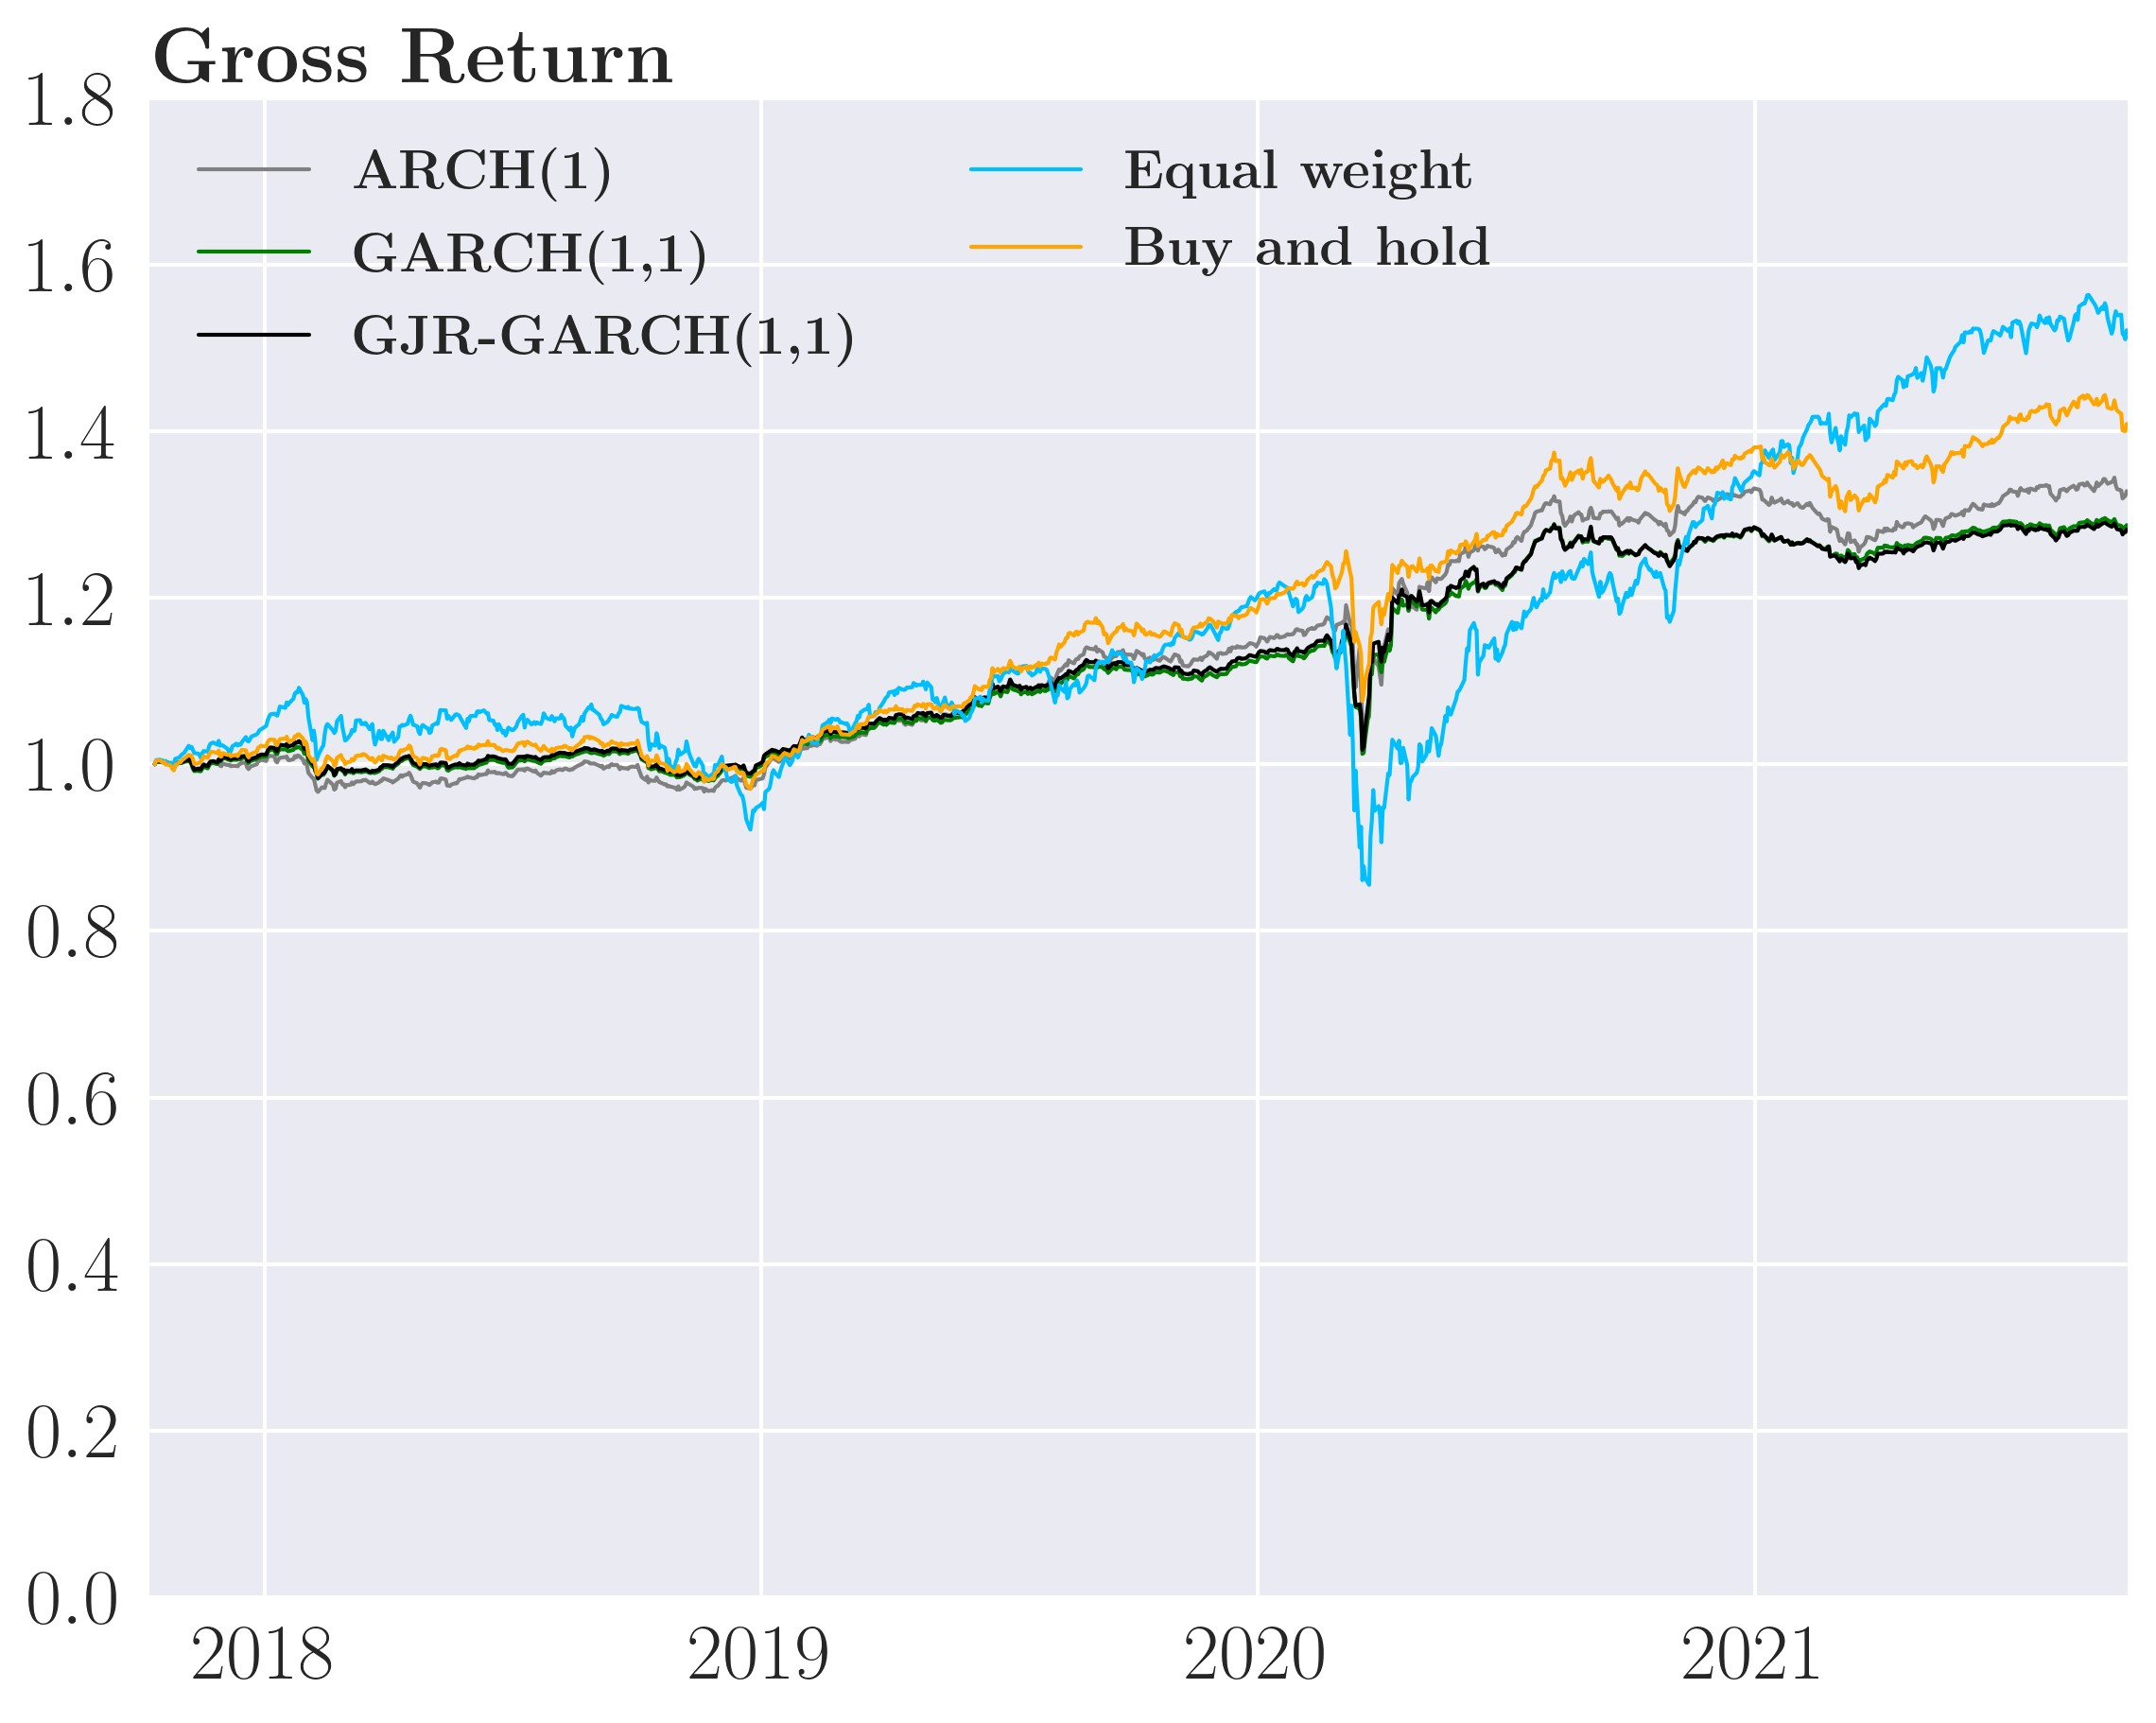 Gross Return
1.8
1.6
1.4
1.2
1.0
0.8
0.6
0.4
0.2
0.0
ARCH(1)
GARCH(1,1)
GJR-GARCH(1,1)
Equal weight
Buy and hold
2018 2019 2020 2021